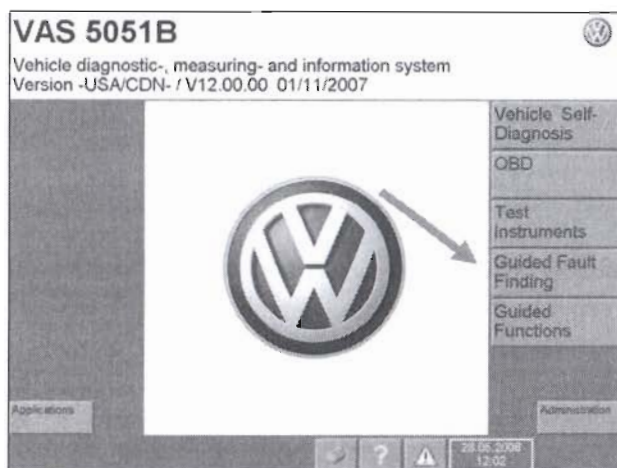 VAS 5051B
Vehicle diagnostic-, measuring- and information system
Version -USA/CDN- / V12.00.00 01/11/2007
Vehicle Self-
Diagnosis
OBD
Test
Instruments
Guided Fault
Finding
Guided
Functions
Applications
Administration
?
28.05.2008
12:02